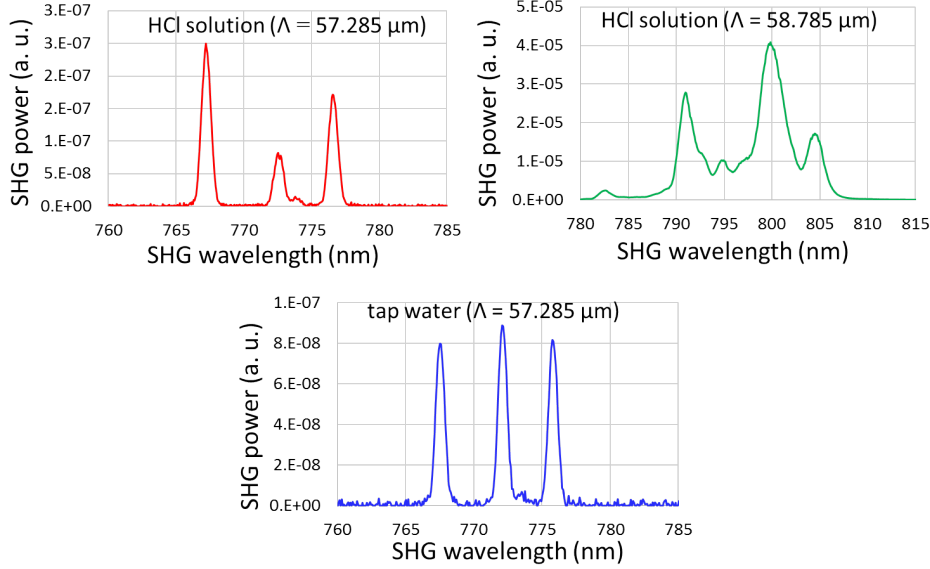 HCl solution (Λ = 57.285 µm)
SHG power (a. u.)
3.E-07
3.E-07
2.E-07
2.E-07
1.E-07
5.E-08
0.E+00
760 765 770 775 780 785
SHG wavelength (nm)
HCl solution (Λ = 58.785 µm)
SHG power (a. u.)
5.E-05
4.E-05
3.E-05
2.E-05
1.E-05
0.E+00
780 785 790 795 800 805 810 815
SHG wavelength (nm)
tap water (Λ = 57.285 µm)
SHG power (a. u.)
1.E-07
8.E-08
6.E-08
4.E-08
2.E-08
0.E+00
760 765 770 775 780 785
SHG wavelength (nm)